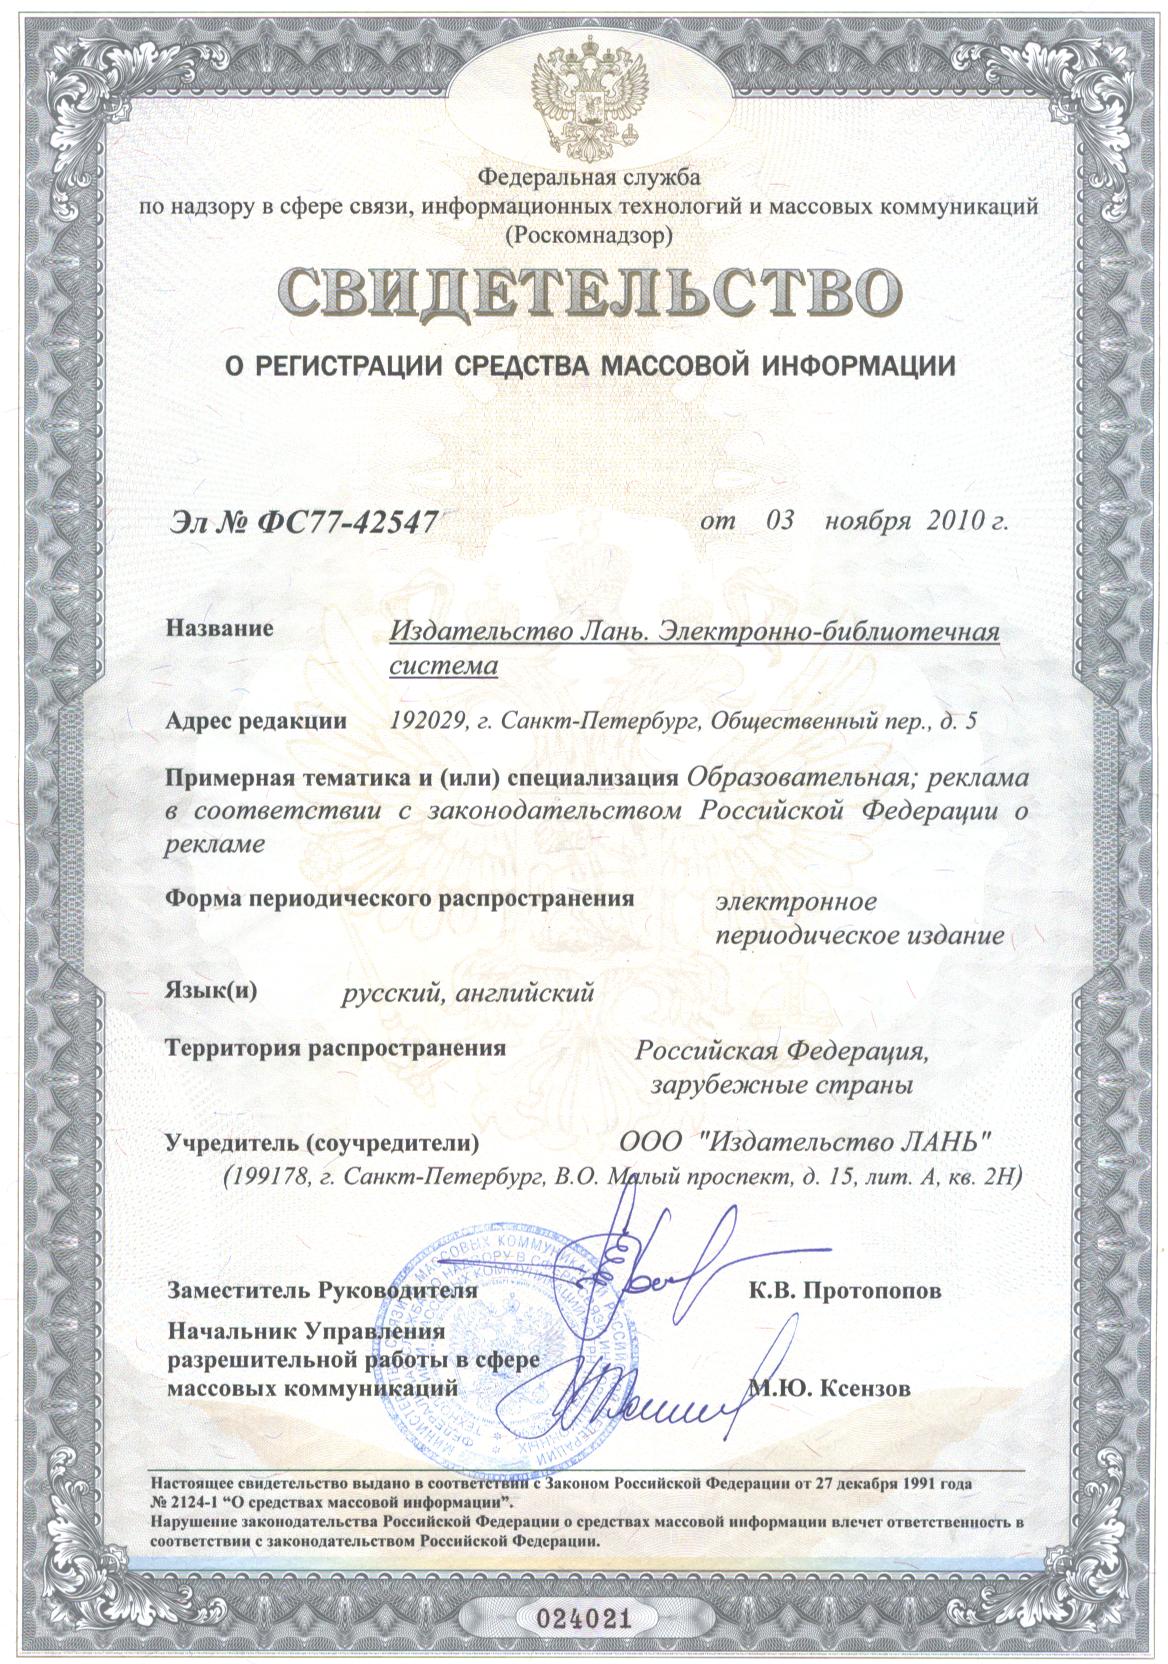 Федеральная служба
по надзору в сфере связи, информационных технологий и массовых коммуникаций
(Роскомнадзор)
СВИДЕТЕЛЬСТВО
О РЕГИСТРАЦИИ СРЕДСТВА МАССОВОЙ ИНФОРМАЦИИ
Эл № ФС77-42547 от 03 ноября 2010 г.
Название Издательство Лань. Электронно-библиотечная
система
Адрес редакции 192029, г. Санкт-Петербург, Общественный пер., д. 5
Примерная тематика и (или) специализация Образовательная; реклама
в соответствии с законодательством Российской Федерации о
рекламе
Форма периодического распространения электронное
периодическое издание
Язык(и) русский, английский
Территория распространения Российская Федерация,
зарубежные страны
Учредитель (соучредители) ООО "Издательство ЛАНЬ"
(199178, г. Санкт-Петербург, В.О. Малый проспект, д. 15, лит. А, кв. 2Н)
Заместитель Руководителя К.В. Протопопов
Начальник Управления
разрешительной работы в сфере
массовых коммуникаций М.Ю. Ксензов
Настоящее свидетельство выдано в соответствии с Законом Российской Федерации от 27 декабря 1991 года
№ 2124-1 “О средствах массовой информации”.
Нарушение законодательства Российской Федерации о средствах массовой информации влечет ответственность в
соответствии с законодательством Российской Федерации.
024021